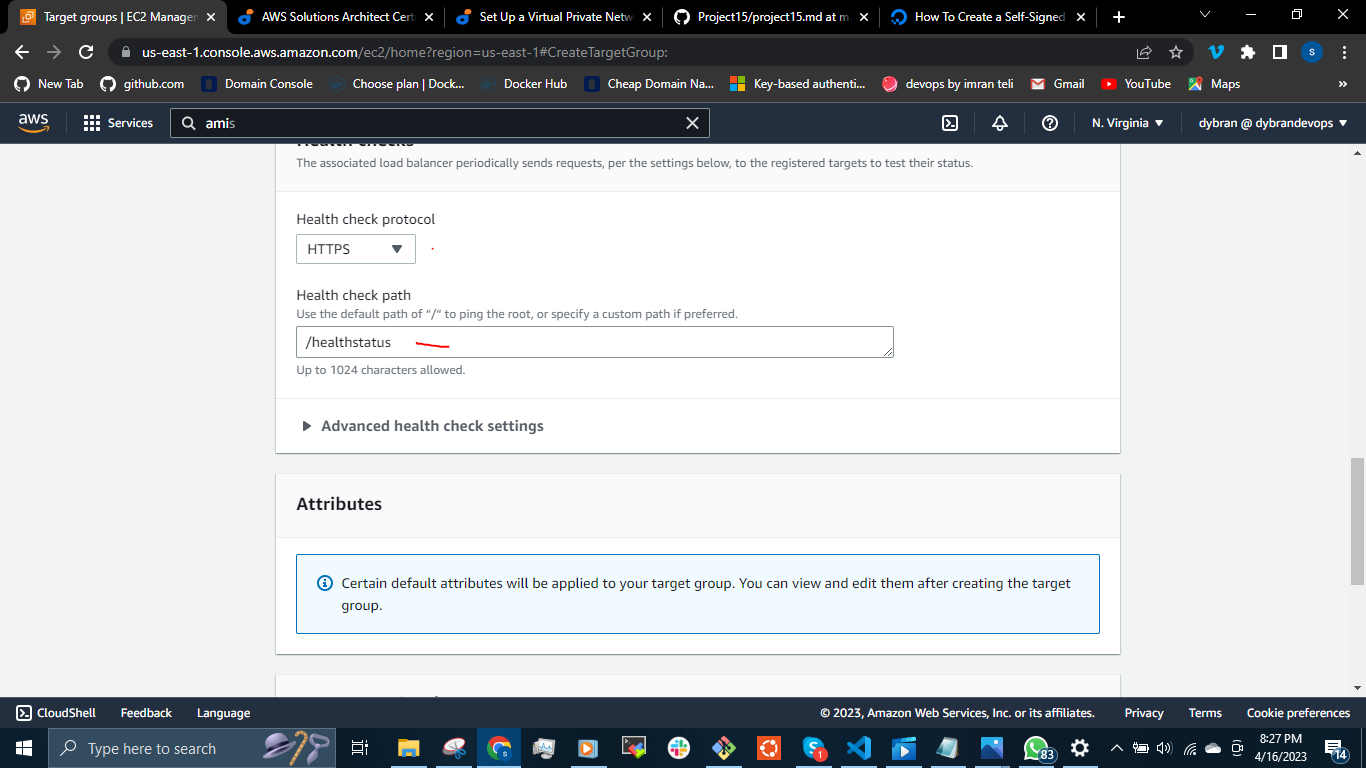 Target groups | EC2 Manager
AWS Solutions Architect Cert
Set Up a Virtual Private Netw
Project15/project15.md at m
How To Create a Self-Signed
us-east-1.console.aws.amazon.com/ec2/home?region=us-east-1#CreateTargetGroup:
S
New Tab
github.com
Domain Console
Choose plan | Dock...
Docker Hub
Cheap Domain Na...
Key-based authenti...
devops by imran teli
Gmail
YouTube
Maps
»
aws
Services
amis
N. Virginia
dybran @ dybrandevops
Health checks
The associated load balancer periodically sends requests, per the settings below, to the registered targets to test their status.
Health check protocol
HTTPS
Health check path
Use the default path of “/” to ping the root, or specify a custom path if preferred.
/healthstatus
Up to 1024 characters allowed.
Advanced health check settings
Attributes
Certain default attributes will be applied to your target group. You can view and edit them after creating the target
group.
CloudShell
Feedback
Language
© 2023, Amazon Web Services, Inc. or its affiliates.
Privacy
Terms
Cookie preferences
Type here to search
1
83
8:27 PM
4/16/2023
14